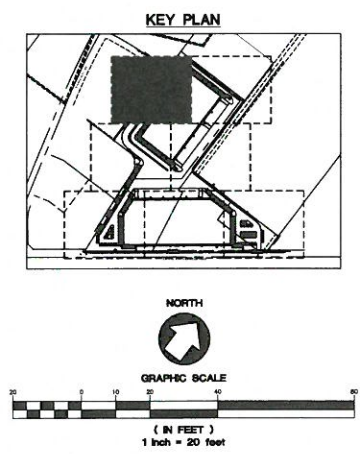 KEY PLAN
NORTH
GRAPHIC SCALE
20 0 10 20 40 80
( IN FEET )
1 inch = 20 feet